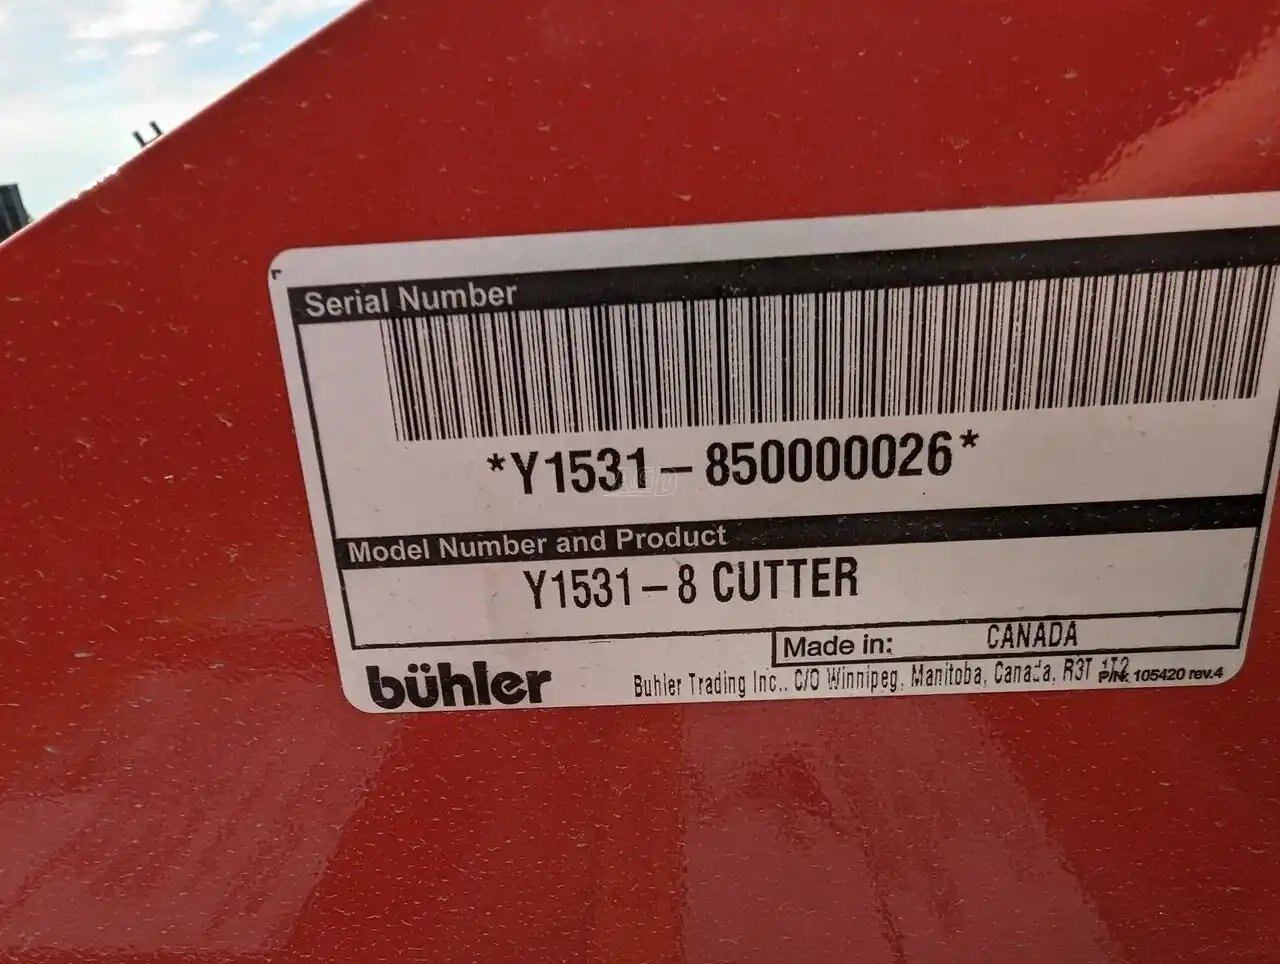 Serial Number
*Y1531-850000026*
Model Number and Product
Y1531-8 CUTTER
Made in: CANADA
bühler
Buhler Trading Inc., C/O Winnipeg, Manitoba, Canada, R3T 1T2
P/N: 105420 rev.4